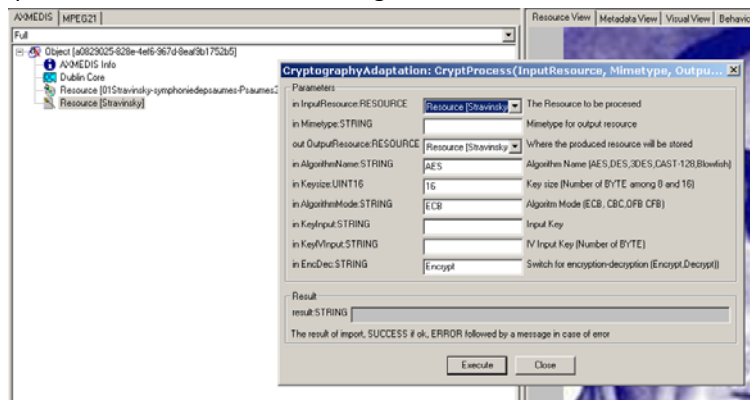 AXMEDIS MPEG21
Resource View Metadata View Visual View Behavio
Full
Object [a0829025-828e-4ef6-967d-8eaf9b1752b5]
AXMEDIS Info
Dublin Core
Resource [01Stravinsky-symphoniedepsaumes-Psaumes
Resource [Stravinsky]
CryptographyAdaptation: CryptProcess(InputResource, Mimetype, Outpu...
Parameters
in InputResource:RESOURCE Resource [Stravinsky The Resource to be procesed
in Mimetype:STRING Mimetype for output resource
out OutputResource:RESOURCE Resource [Stravinsky Where the produced resource will be stored
in AlgorithmName:STRING AES Algorithm Name (AES,DES,3DES,CAST-128,Blowfish)
in Keysize:UINT16 16 Key size (Number of BYTE among 8 and 16)
in AlgorithmMode:STRING ECB Algoritm Mode (ECB, CBC,OFB CFB)
in KeyInput:STRING Input Key
in KeyIVInput:STRING IV Input Key (Number of BYTE)
in EncDec:STRING Encrypt Switch for encryption-decryption (Encrypt,Decrypt))
Result
result:STRING
The result of import, SUCCESS if ok, ERROR followed by a message in case of error
Execute Close